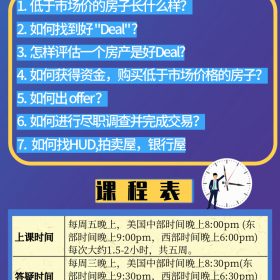 1. 低于市场价的房子长什么样?
2. 如何找到好 "Deal"?
3. 怎样评估一个房产是好Deal?
4. 如何获得资金，购买低于市场价格的房子?
5. 如何出 offer?
6. 如何进行尽职调查并完成交易?
7. 如何找HUD,拍卖屋，银行屋
课程表
上课时间
每周五晚上，美国中部时间晚上8:00pm (东
部时间晚上9:00pm，西部时间晚上6:00pm)
每次大约1.5-2小时，共五周。
答疑时间
每周三晚上，美国中部时间晚上8:30pm (东
部时间晚上9:30pm，西部时间晚上6:30pm)